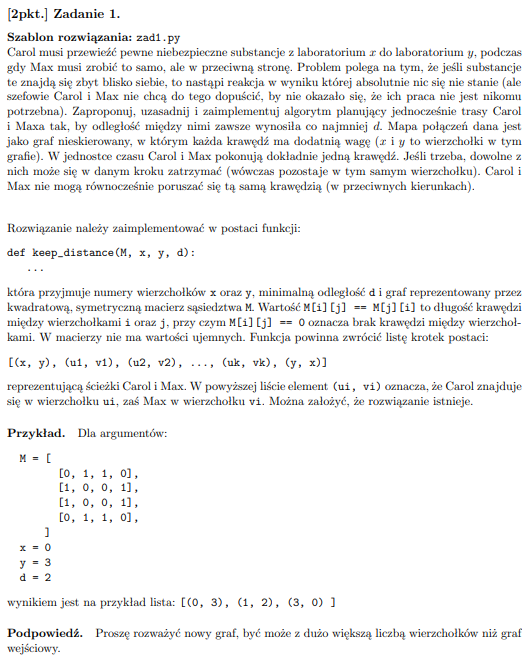 [2pkt.] Zadanie 1.
Szablon rozwiązania: zad1.py
Carol musi przewieźć pewne niebezpieczne substancje z laboratorium x do laboratorium y, podczas
gdy Max musi zrobić to samo, ale w przeciwną stronę. Problem polega na tym, że jeśli substancje
te znajdą się zbyt blisko siebie, to nastąpi reakcja w wyniku której absolutnie nic się nie stanie (ale
szefowie Carol i Max nie chcą do tego dopuścić, by nie okazało się, że ich praca nie jest nikomu
potrzebna). Zaproponuj, uzasadnij i zaimplementuj algorytm planujący jednocześnie trasy Carol
i Maxa tak, by odległość między nimi zawsze wynosiła co najmniej d. Mapa połączeń dana jest
jako graf nieskierowany, w którym każda krawędź ma dodatnią wagę (x i y to wierzchołki w tym
grafie). W jednostce czasu Carol i Max pokonują dokładnie jedną krawędź. Jeśli trzeba, dowolne z
nich może się w danym kroku zatrzymać (wówczas pozostaje w tym samym wierzchołku). Carol i
Max nie mogą równocześnie poruszać się tą samą krawędzią (w przeciwnych kierunkach).
Rozwiązanie należy zaimplementować w postaci funkcji:
def keep_distance(M, x, y, d):
...
która przyjmuje numery wierzchołków x oraz y, minimalną odległość d i graf reprezentowany przez
kwadratową, symetryczną macierz sąsiedztwa M. Wartość M[i][j] == M[j][i] to długość krawędzi
między wierzchołkami i oraz j, przy czym M[i][j] == 0 oznacza brak krawędzi między wierzchoł-
kami. W macierzy nie ma wartości ujemnych. Funkcja powinna zwrócić listę krotek postaci:
[(x, y), (u1, v1), (u2, v2), ..., (uk, vk), (y, x)]
reprezentującą ścieżki Carol i Max. W powyższej liście element (ui, vi) oznacza, że Carol znajduje
się w wierzchołku ui, zaś Max w wierzchołku vi. Można założyć, że rozwiązanie istnieje.
Przykład. Dla argumentów:
M = [
[0, 1, 1, 0],
[1, 0, 0, 1],
[1, 0, 0, 1],
[0, 1, 1, 0],
]
x = 0
y = 3
d = 2
wynikiem jest na przykład lista: [(0, 3), (1, 2), (3, 0) ]
Podpowiedź. Proszę rozważyć nowy graf, być może z dużo większą liczbą wierzchołków niż graf
wejściowy.